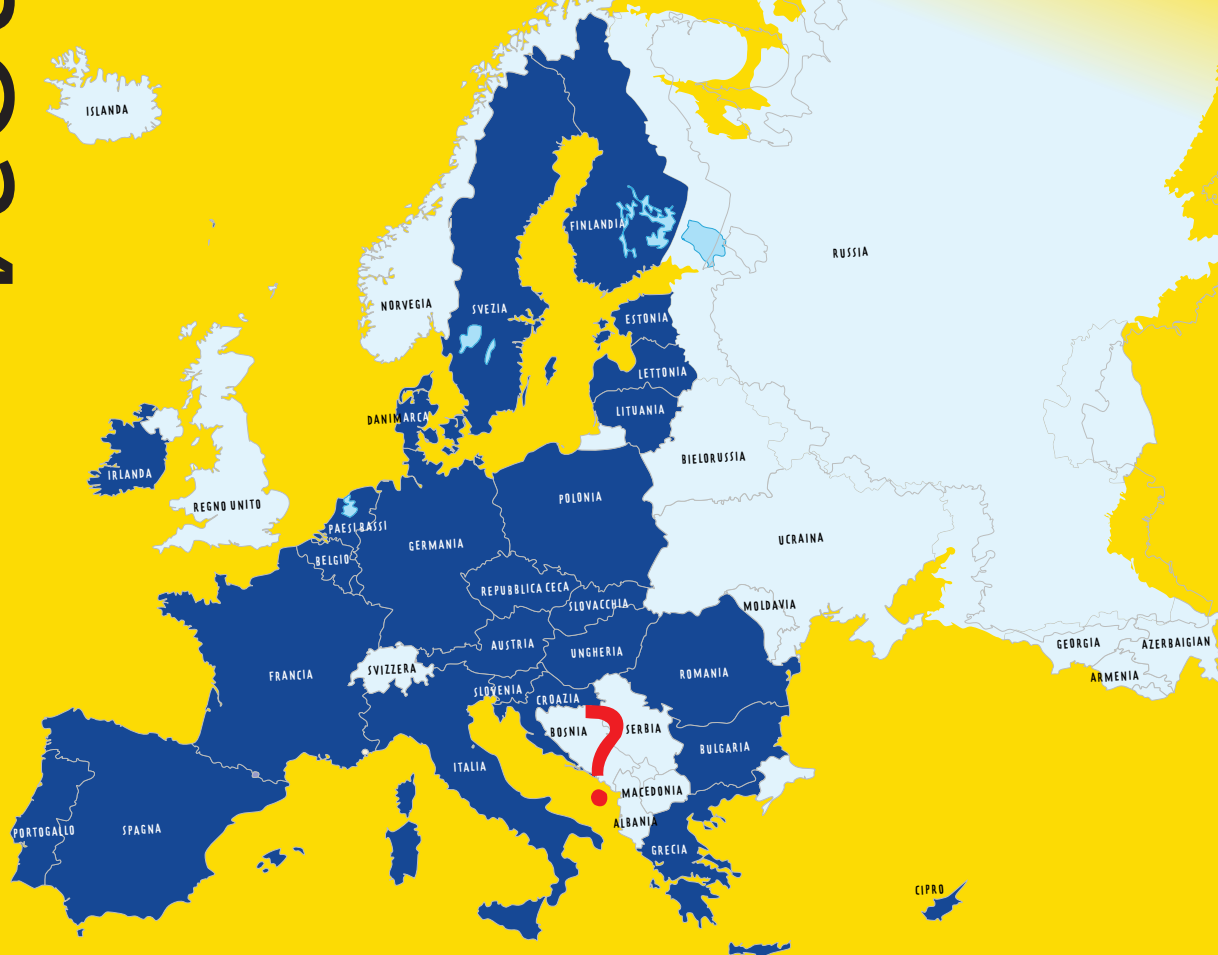 ISLANDA
FINLANDIA
RUSSIA
NORVEGIA
SVEZIA
ESTONIA
LETTONIA
LITUANIA
DANIMARCA
IRLANDA
REGNO UNITO
BIELORUSSIA
POLONIA
PAESI BASSI
GERMANIA
UCRAINA
BELGIO
REPUBBLICA CECA
SLOVACCHIA
MOLDAVIA
AUSTRIA
UNGHERIA
GEORGIA
AZERBAIGIAN
FRANCIA
SVIZZERA
ROMANIA
ARMENIA
SLOVENIA
CROAZIA
BOSNIA
?
SERBIA
BULGARIA
ITALIA
MACEDONIA
ALBANIA
PORTOGALLO
SPAGNA
GRECIA
CIPRO